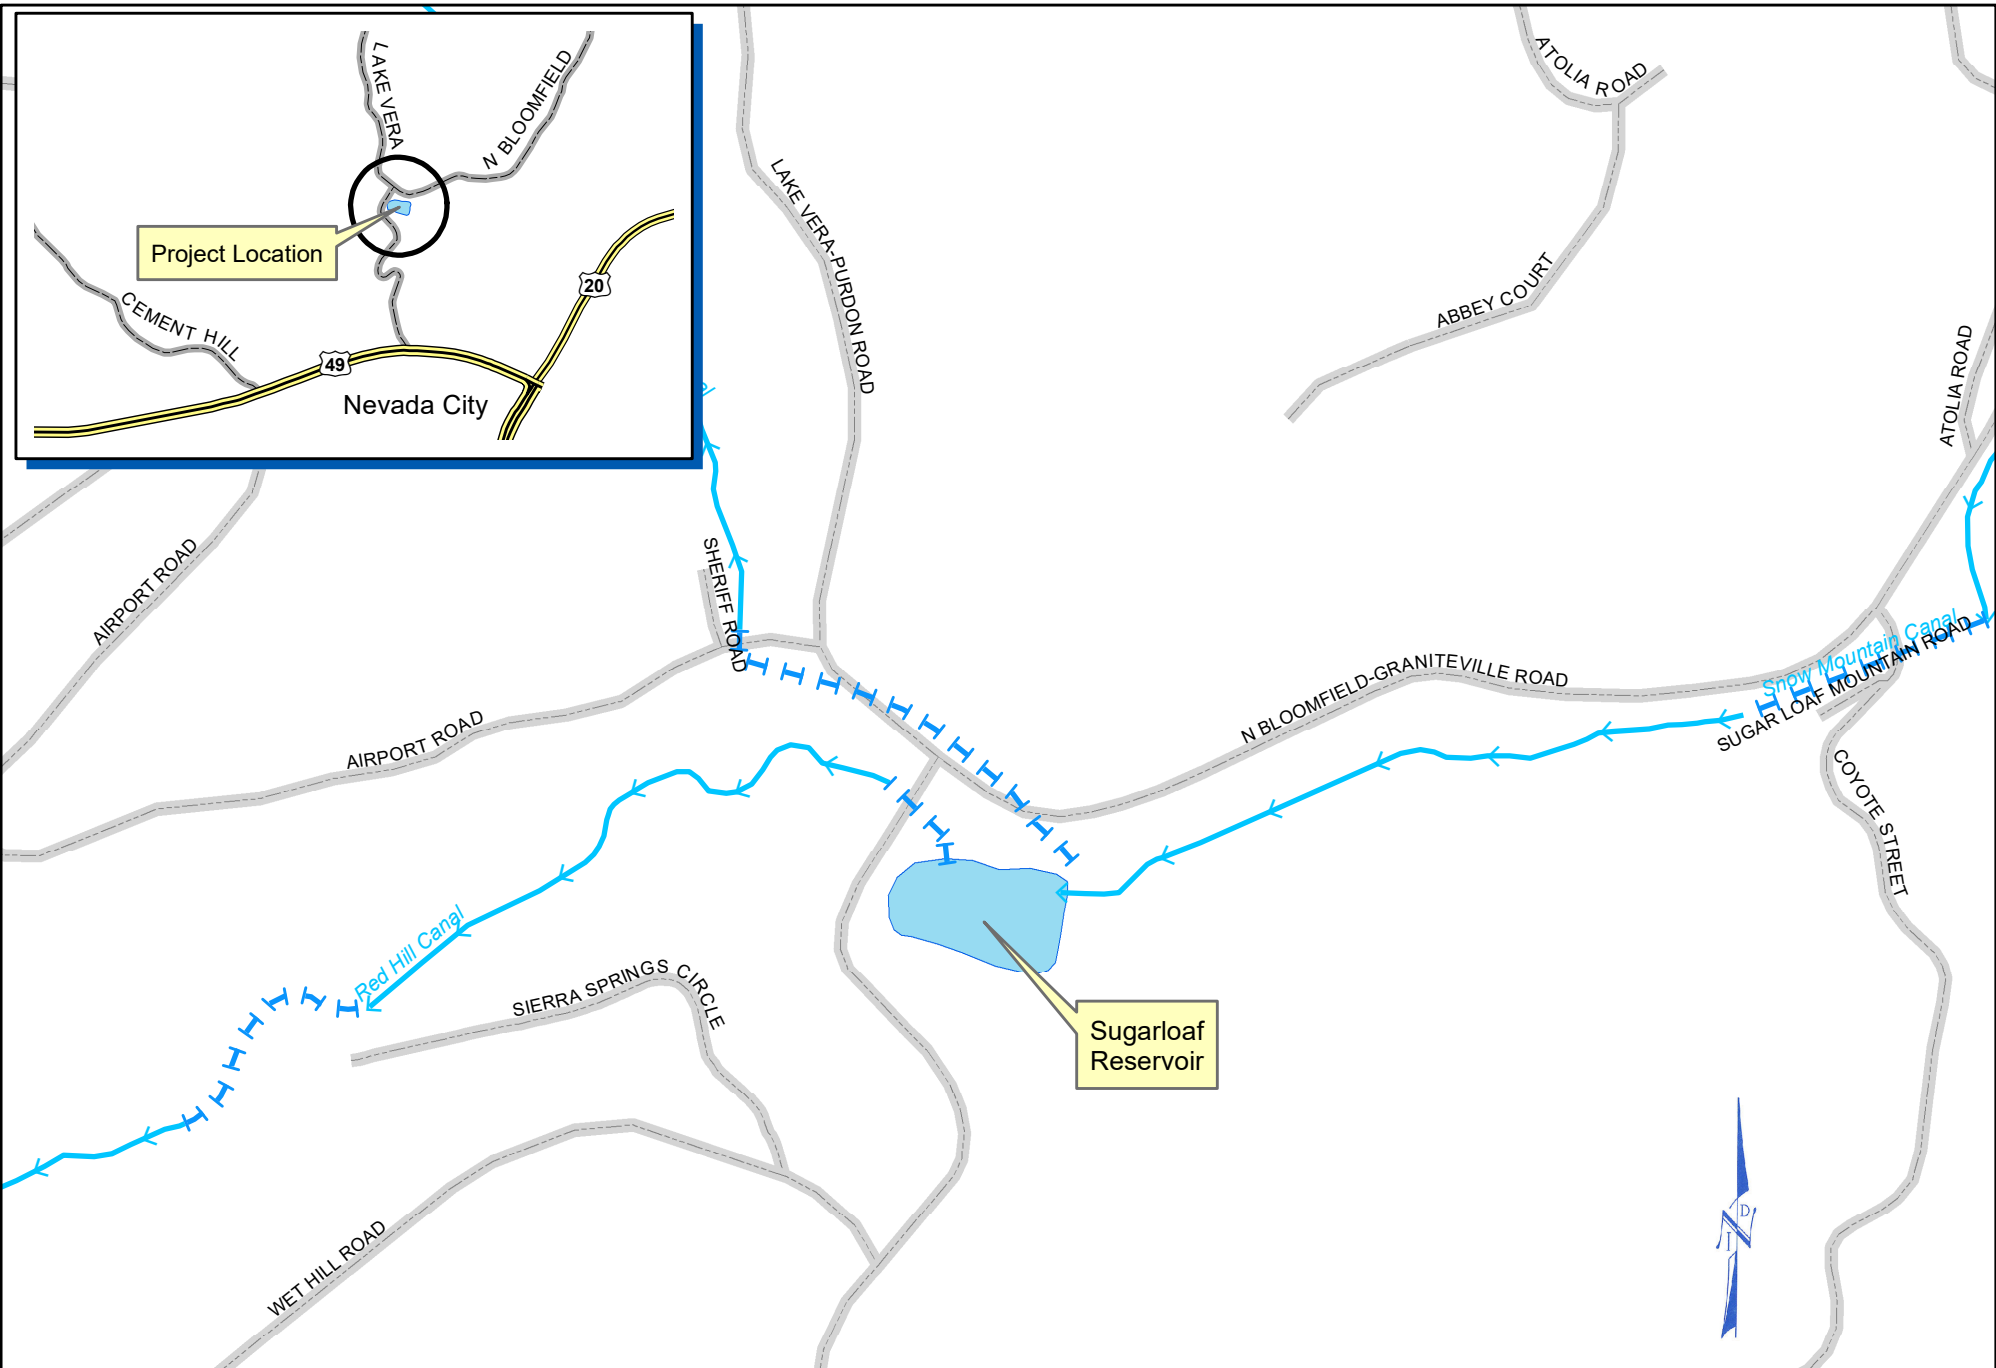 LAKE VERA
N BLOOMFIELD
Project Location
20
CEMENT HILL
49
Nevada City
ATOLIA ROAD
LAKE VERA-PURDON ROAD
ABBEY COURT
ATOLIA ROAD
AIRPORT ROAD
SHERIFF ROAD
Snow Mountain Canal
SUGAR LOAF MOUNTAIN ROAD
N BLOOMFIELD-GRANITEVILLE ROAD
AIRPORT ROAD
COYOTE STREET
Red Hill Canal
SIERRA SPRINGS CIRCLE
Sugarloaf
Reservoir
WET HILL ROAD
N
I
D